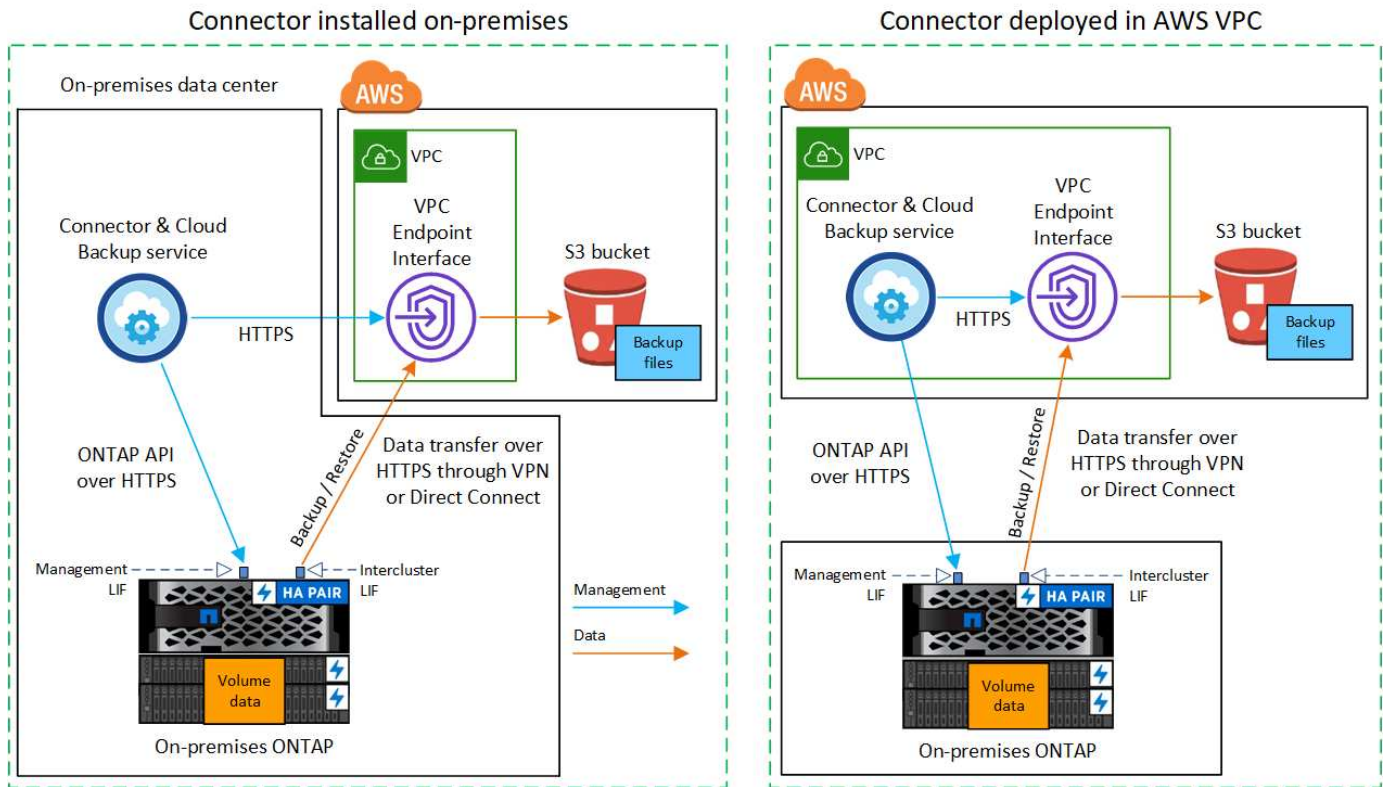 Connector installed on-premises
On-premises data center
AWS
VPC
VPC
Endpoint
Interface
Connector & Cloud
Backup service
S3 bucket
HTTPS
Backup
files
ONTAP API
over HTTPS
Backup / Restore
Data transfer over
HTTPS through VPN
or Direct Connect
Management
LIF
Intercluster
LIF
HA PAIR
Management
Data
Volume
data
On-premises ONTAP
Connector deployed in AWS VPC
AWS
VPC
Connector & Cloud
Backup service
VPC
Endpoint
Interface
S3 bucket
HTTPS
Backup
files
ONTAP API
over HTTPS
Backup / Restore
Data transfer over
HTTPS through VPN
or Direct Connect
Management
LIF
Intercluster
LIF
HA PAIR
Volume
data
On-premises ONTAP